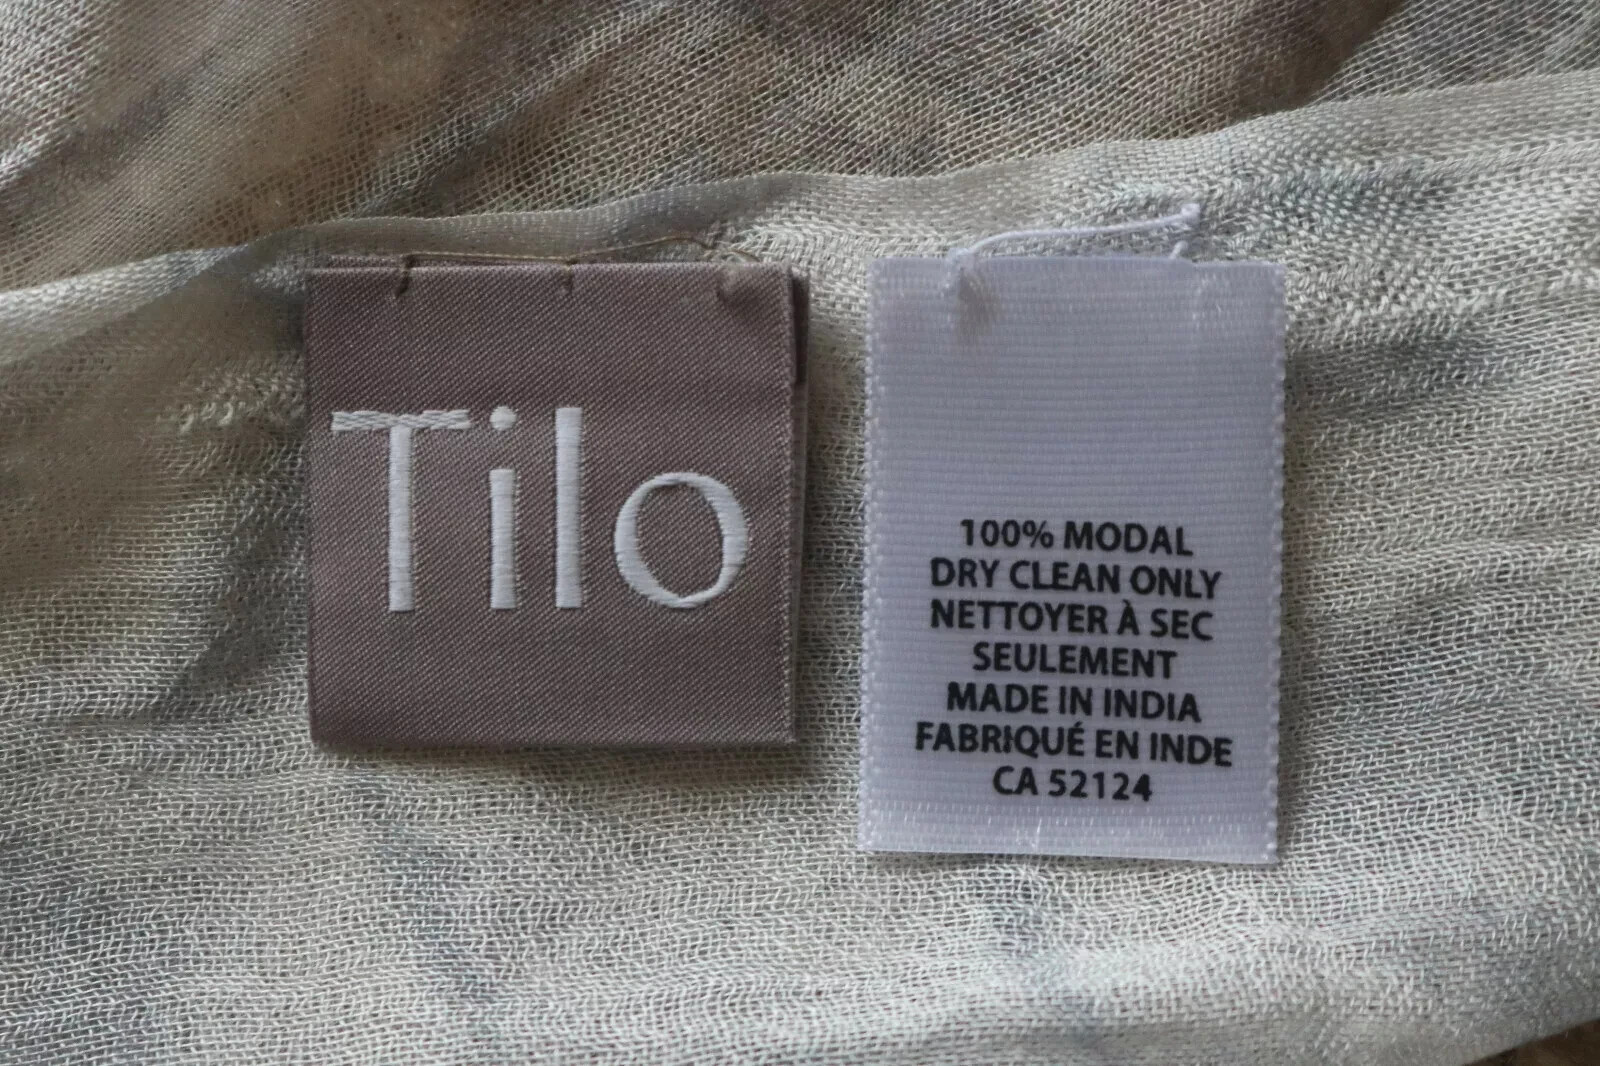 Tilo
100% MODAL
DRY CLEAN ONLY
NETTOYER À SEC
SEULEMENT
MADE IN INDIA
FABRIQUÉ EN INDE
CA 52124